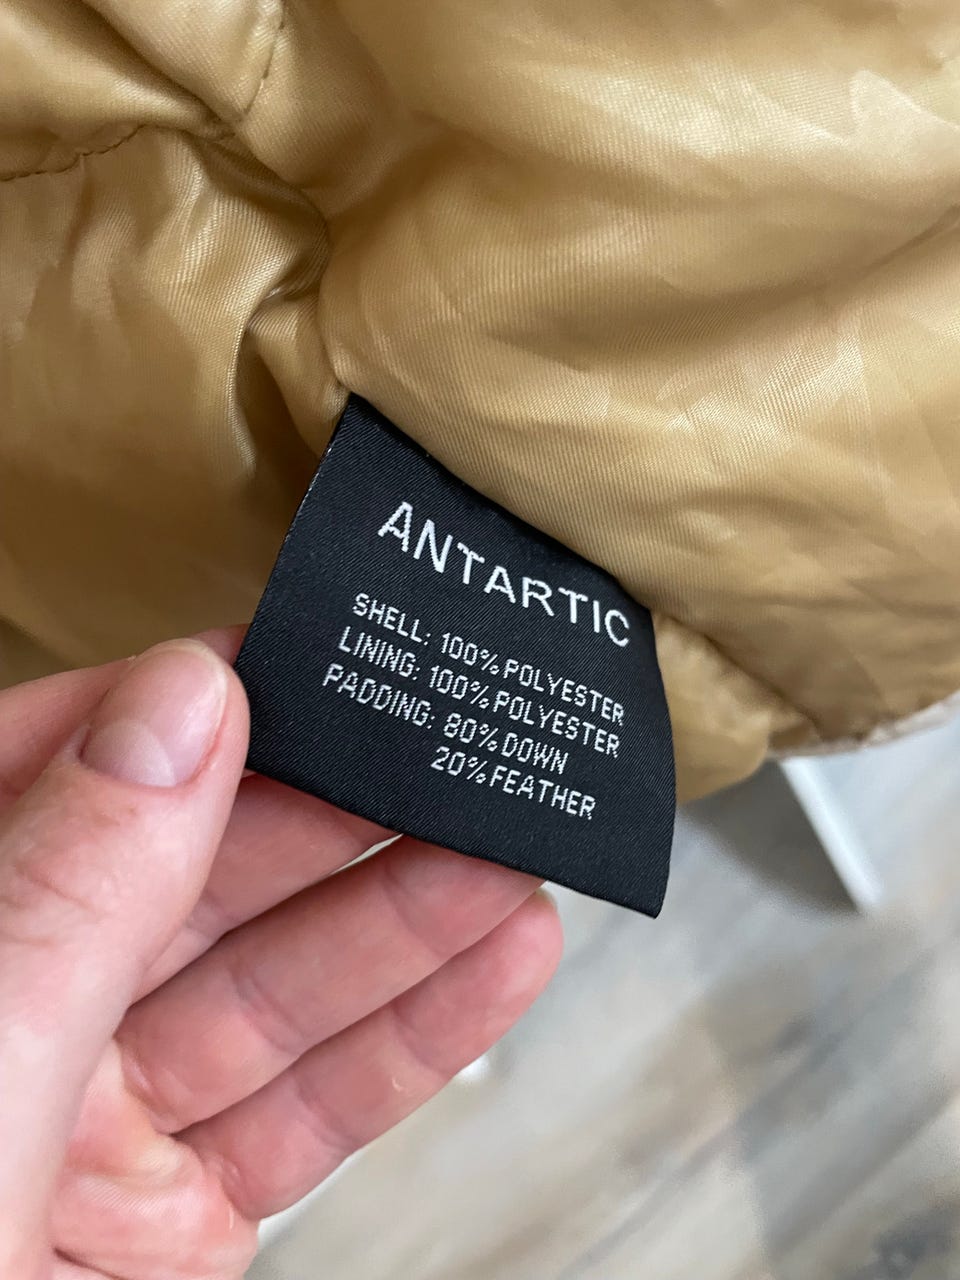 ANTARTIC
SHELL: 100% POLYESTER
LINING: 100% POLYESTER
PADDING: 80% DOWN
20% FEATHER